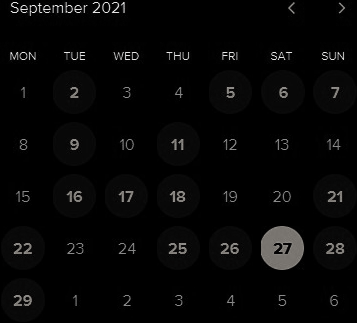 September 2021 < >
MON TUE WED THU FRI SAT SUN
1 2 3 4 5 6 7
8 9 10 11 12 13 14
15 16 17 18 19 20 21
22 23 24 25 26 27 28
29 1 2 3 4 5 6